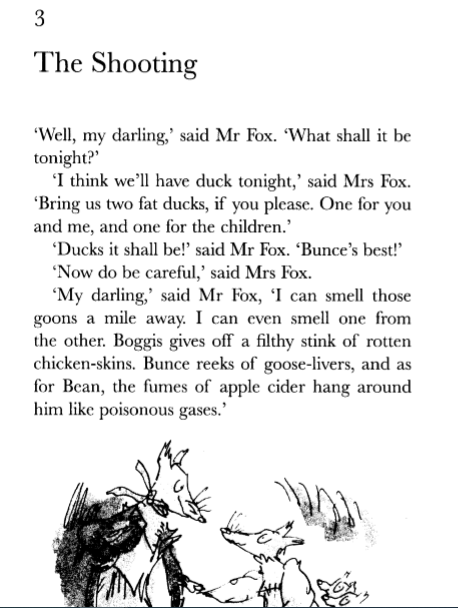 3
The Shooting
‘Well, my darling,’ said Mr Fox. ‘What shall it be
tonight?’
‘I think we’ll have duck tonight,’ said Mrs Fox.
‘Bring us two fat ducks, if you please. One for you
and me, and one for the children.’
‘Ducks it shall be!’ said Mr Fox. ‘Bunce’s best!’
‘Now do be careful,’ said Mrs Fox.
‘My darling,’ said Mr Fox, ‘I can smell those
goons a mile away. I can even smell one from
the other. Boggis gives off a filthy stink of rotten
chicken-skins. Bunce reeks of goose-livers, and as
for Bean, the fumes of apple cider hang around
him like poisonous gases.’